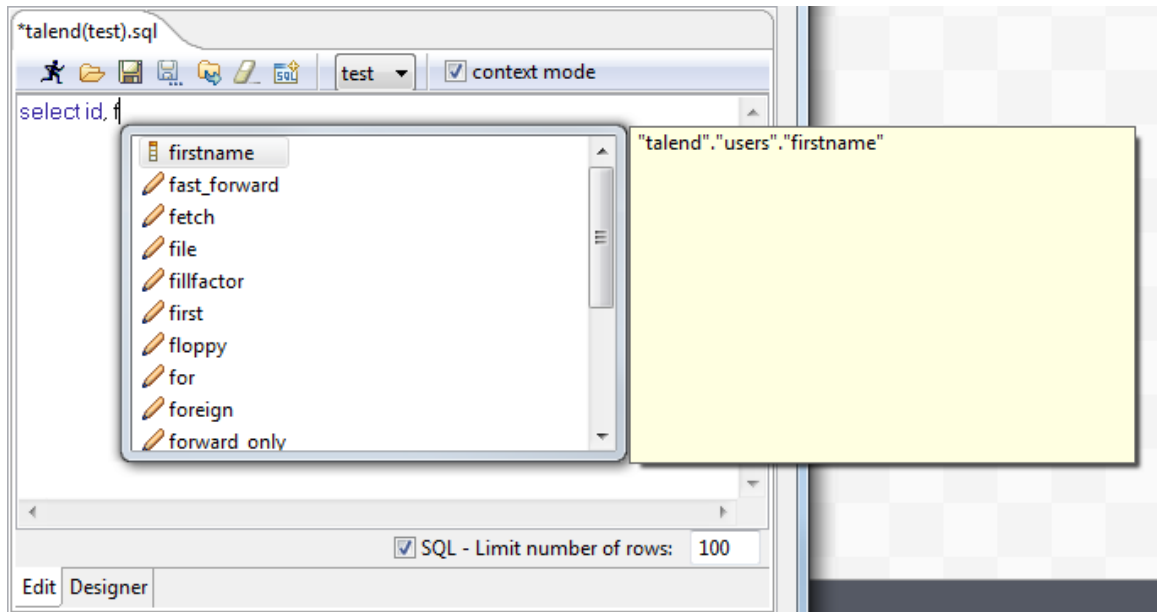 *talend(test).sql
sql test context mode
select id, f
firstname
fast_forward
fetch
file
fillfactor
first
floppy
for
foreign
forward_only
"talend"."users"."firstname"
SQL - Limit number of rows: 100
Edit Designer